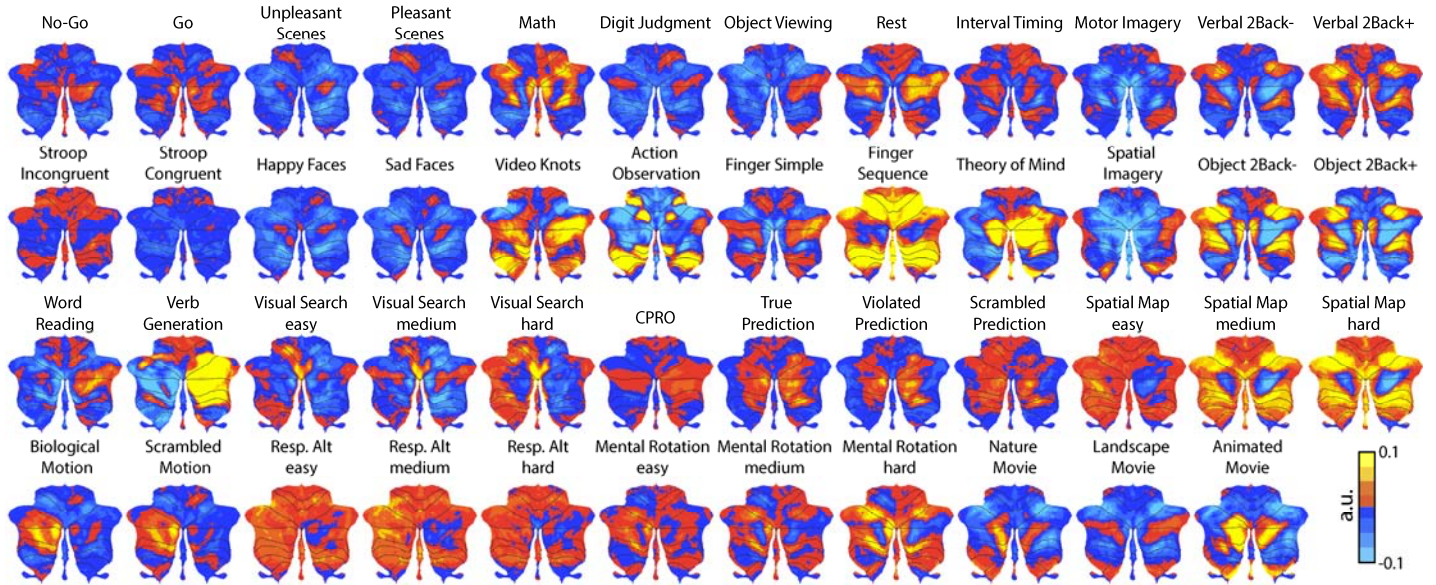 No-Go
Go
Unpleasant
Scenes
Pleasant
Scenes
Math
Digit Judgment
Object Viewing
Rest
Interval Timing
Motor Imagery
Verbal 2Back-
Verbal 2Back+
Stroop
Incongruent
Stroop
Congruent
Happy Faces
Sad Faces
Video Knots
Action
Observation
Finger Simple
Finger
Sequence
Theory of Mind
Spatial
Imagery
Object 2Back-
Object 2Back+
Word
Reading
Verb
Generation
Visual Search
easy
Visual Search
medium
Visual Search
hard
CPRO
True
Prediction
Violated
Prediction
Scrambled
Prediction
Spatial Map
easy
Spatial Map
medium
Spatial Map
hard
Biological
Motion
Scrambled
Motion
Resp. Alt
easy
Resp. Alt
medium
Resp. Alt
hard
Mental Rotation
easy
Mental Rotation
medium
Mental Rotation
hard
Nature
Movie
Landscape
Movie
Animated
Movie
0.1
a.u.
-0.1